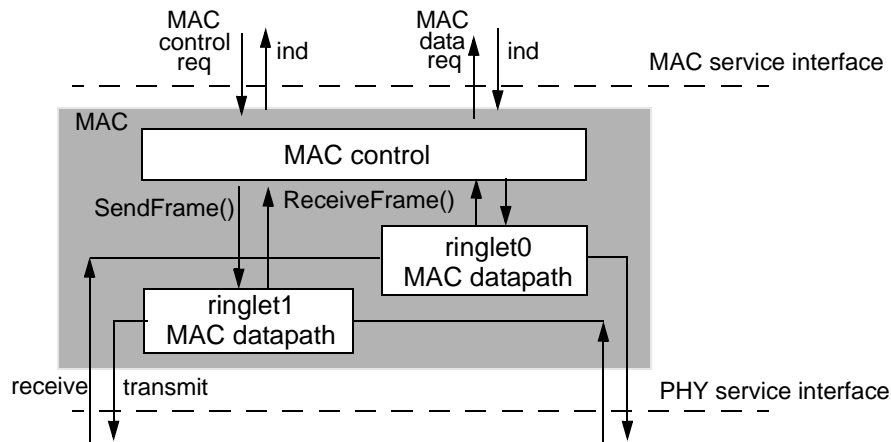 MAC
control
req
ind
MAC
data
req
ind
MAC service interface
MAC
MAC control
SendFrame()
ReceiveFrame()
ringlet0
MAC datapath
ringlet1
MAC datapath
receive
transmit
PHY service interface